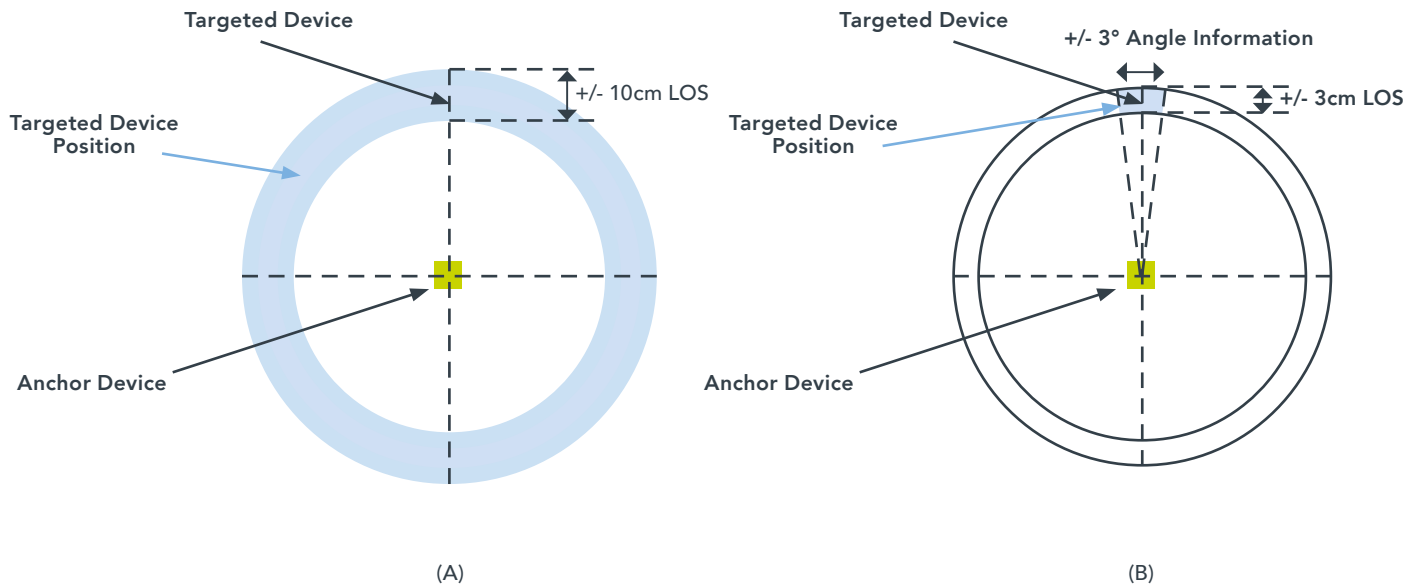 Targeted Device
+/- 10cm LOS
Targeted Device
Position
Anchor Device
(A)
Targeted Device
+/- 3° Angle Information
+/- 3cm LOS
Targeted Device
Position
Anchor Device
(B)